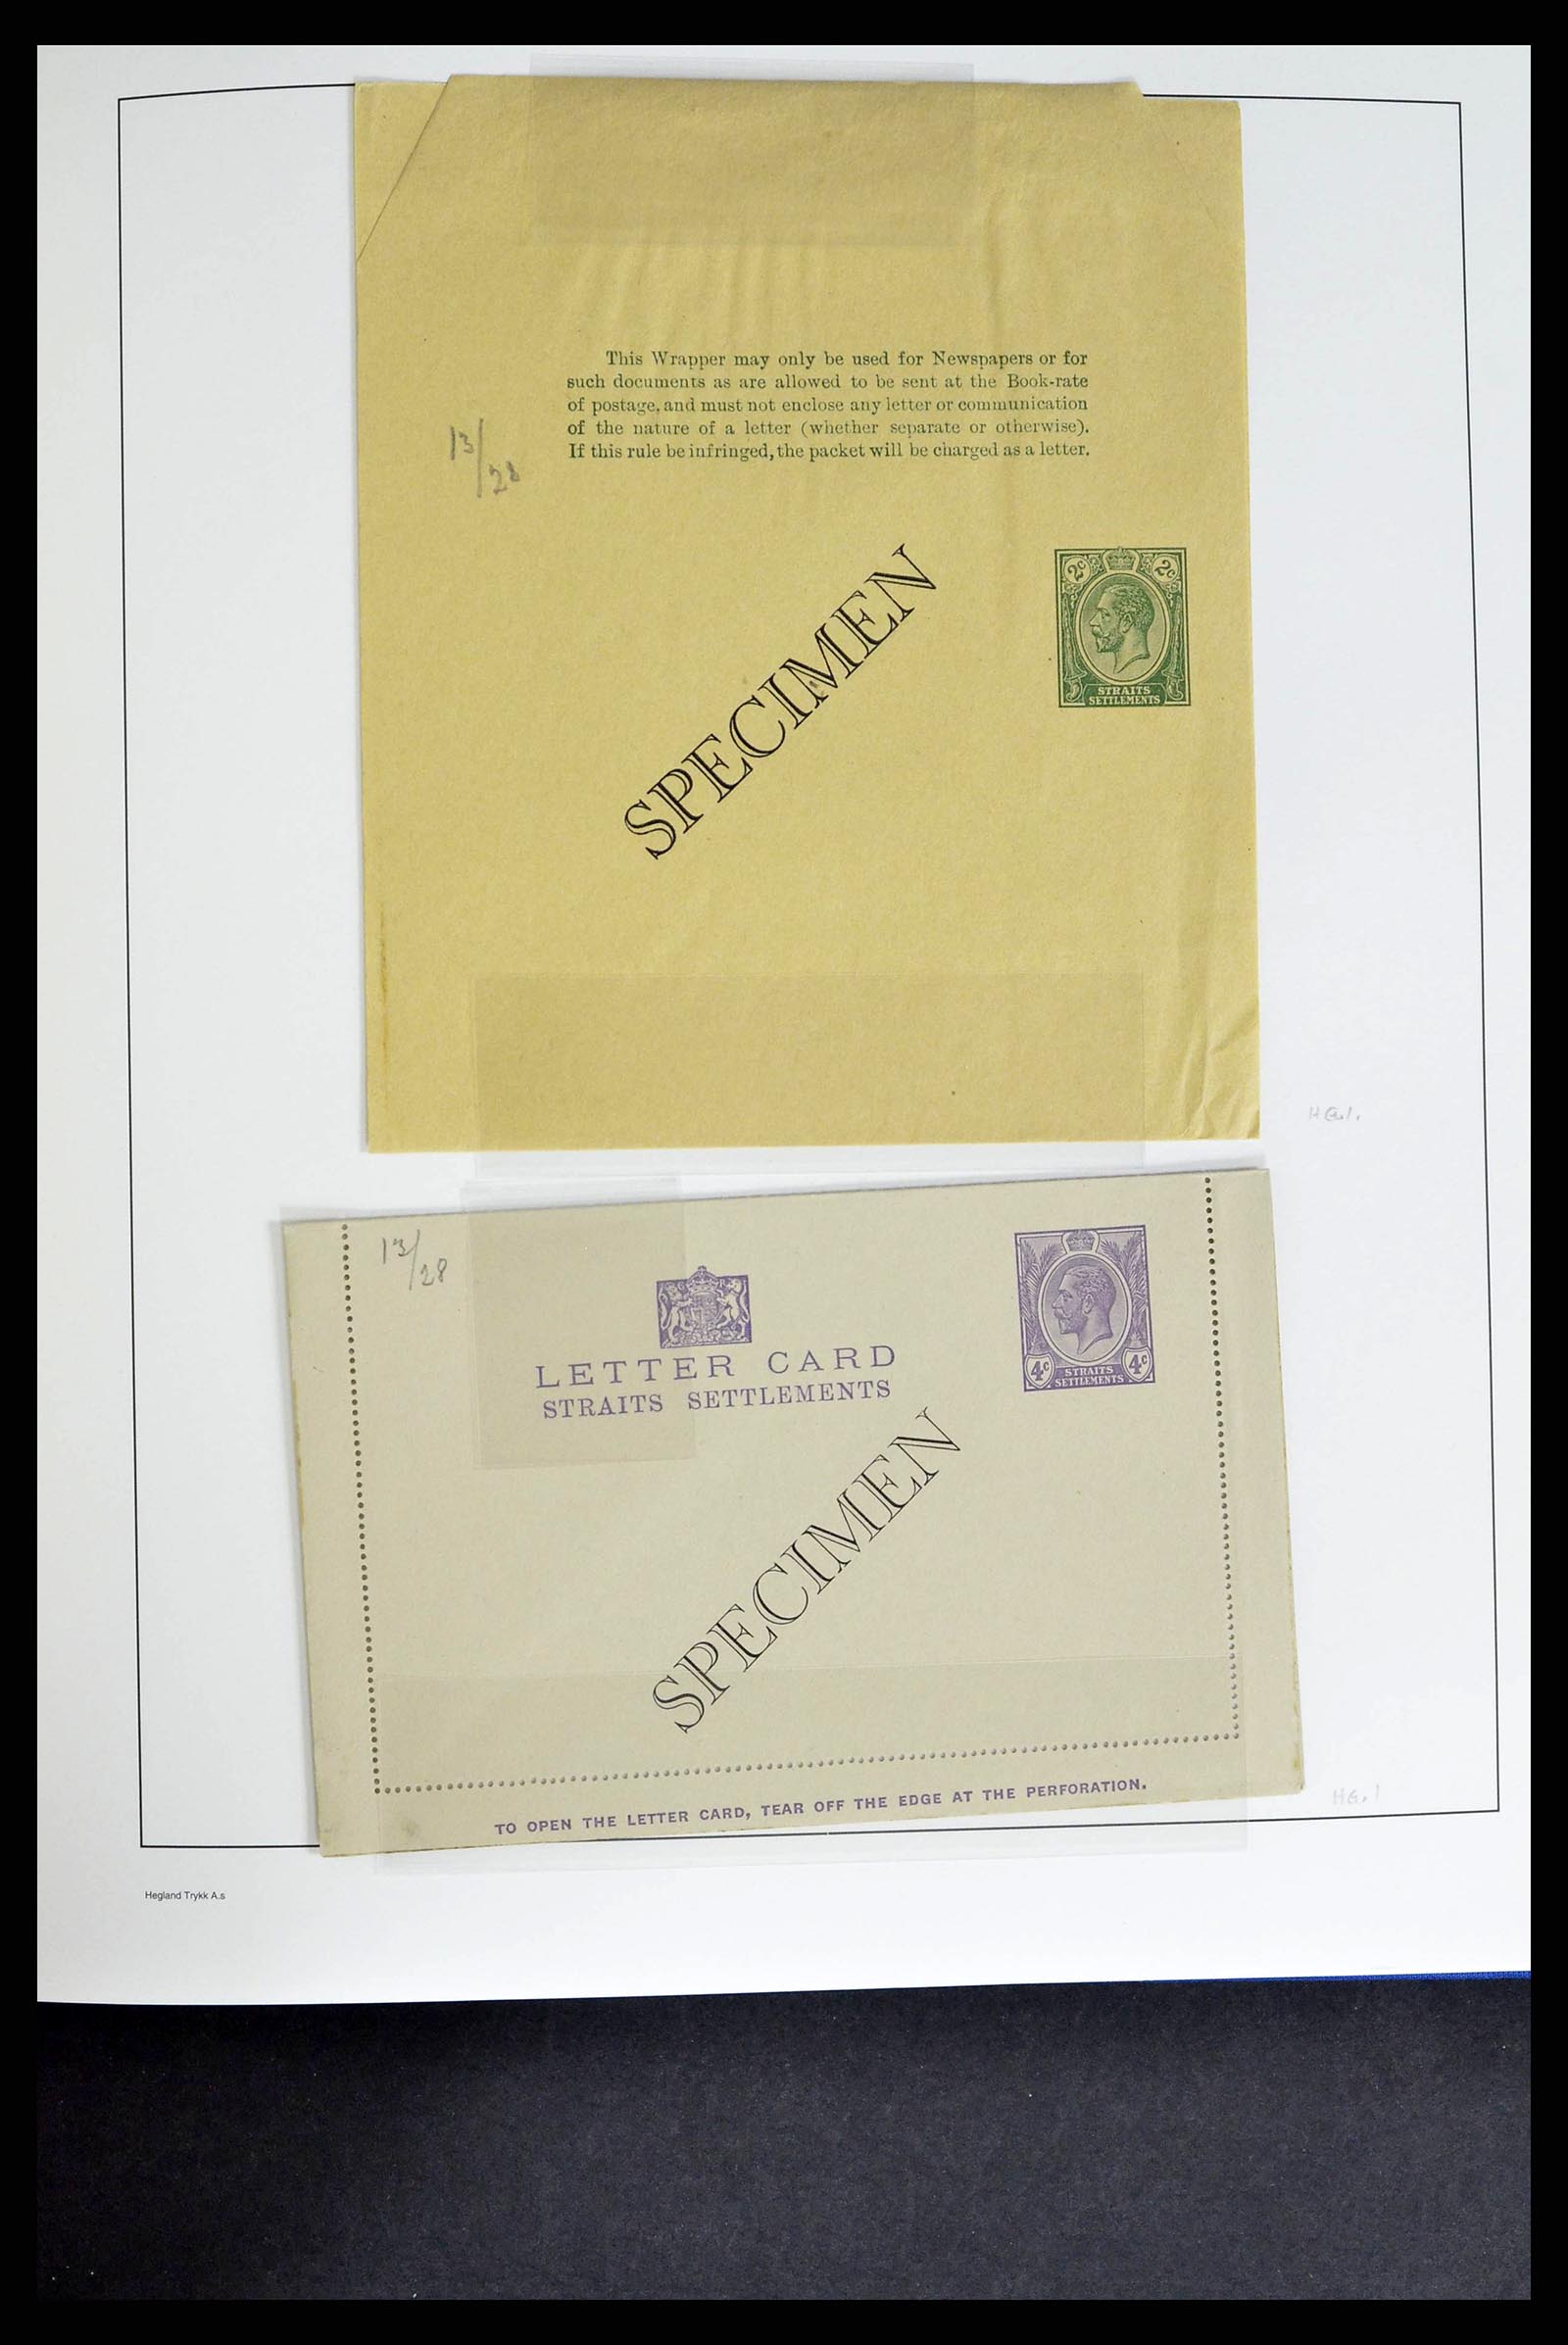 This Wrapper may only be used for Newspapers or for
such documents as are allowed to be sent at the Book-rate
of postage, and must not enclose any letter or communication
of the nature of a letter (whether separate or otherwise).
If this rule be infringed, the packet will be charged as a letter.
13/28
2c 2c
STRAITS
SETTLEMENTS
SPECIMEN
13/28
LETTER CARD
STRAITS SETTLEMENTS
4c 4c
STRAITS
SETTLEMENTS
SPECIMEN
TO OPEN THE LETTER CARD, TEAR OFF THE EDGE AT THE PERFORATION.
Hegland Trykk A.s